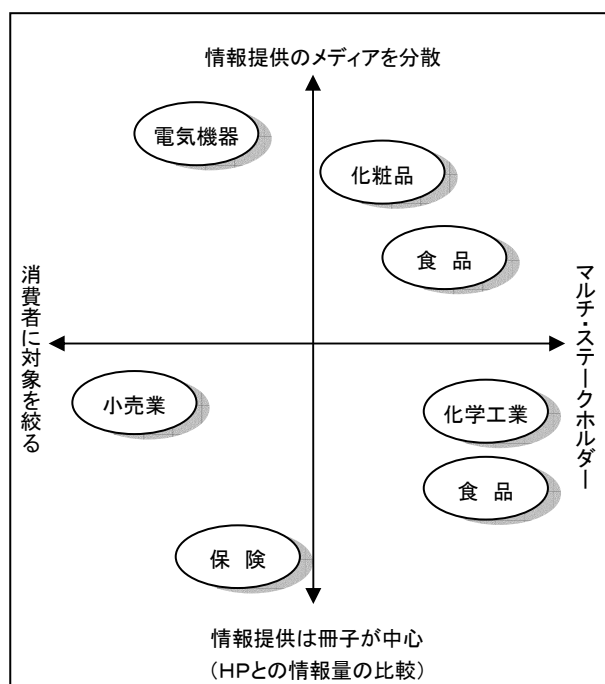 情報提供のメディアを分散
電気機器
化粧品
食 品
消費者に対象を絞る
マルチ・ステークホルダー
小売業
化学工業
食 品
保 険
情報提供は冊子が中心
（HPとの情報量の比較）